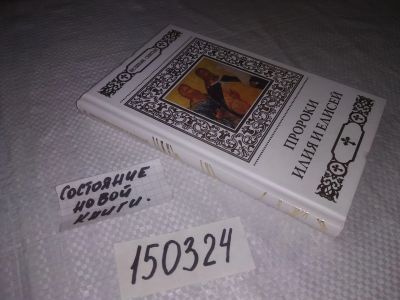 ПРОРОКИ
ИЛИЯ И ЕЛИСЕЙ
СОСТОЯНИЕ
НОВОЙ
КНИГИ.
150324